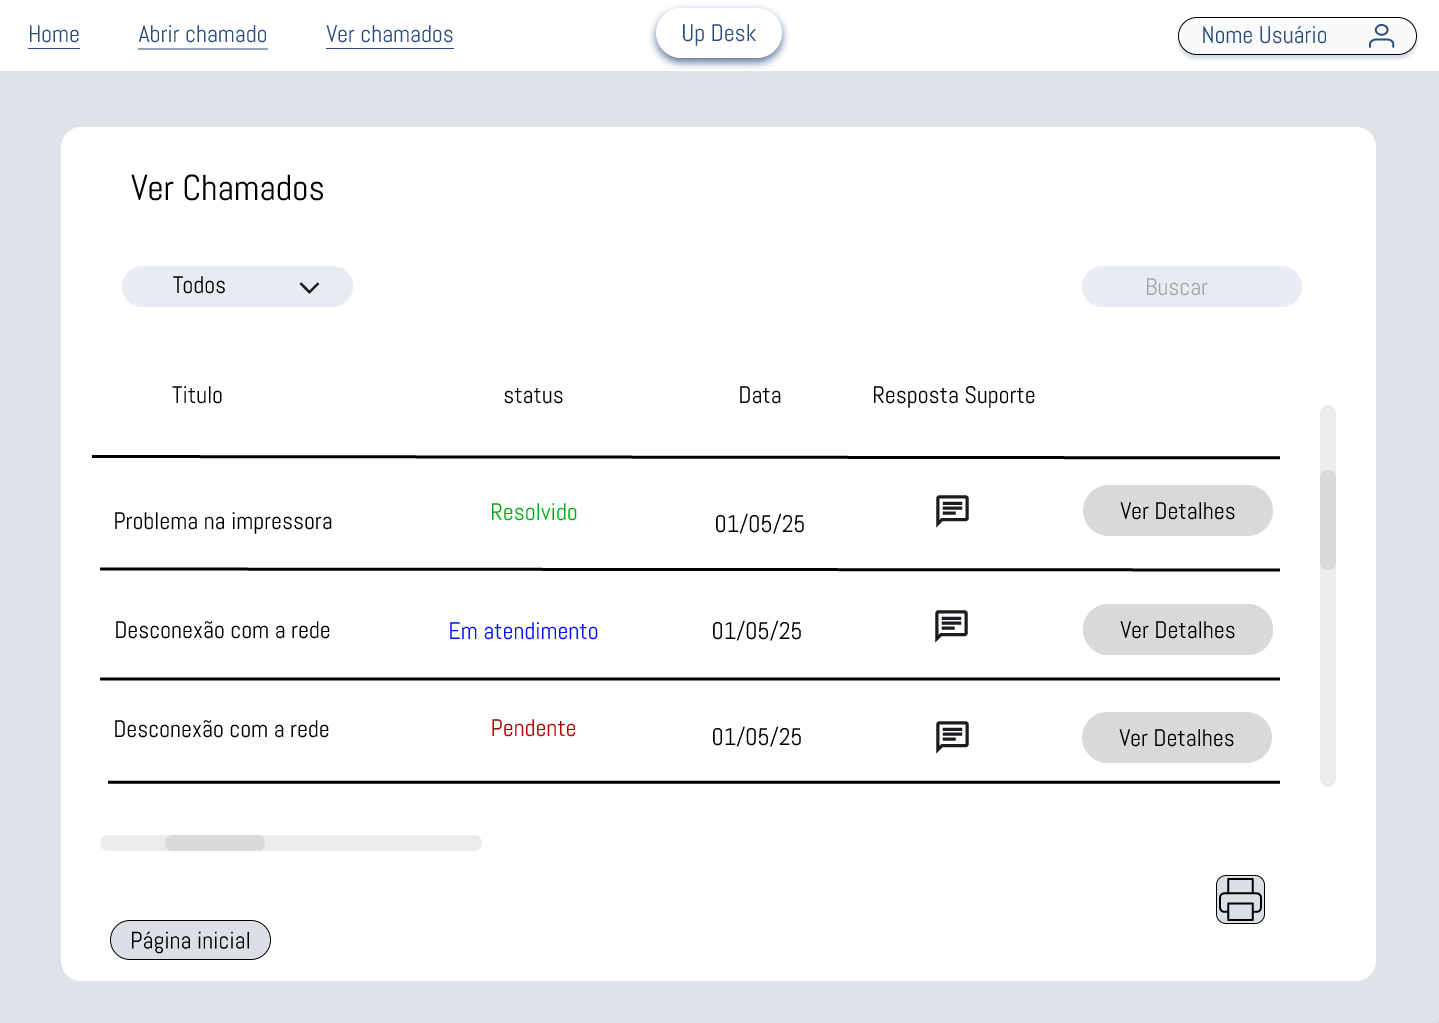 Home Abrir chamado Ver chamados Up Desk Nome Usuário
Ver Chamados
Todos Buscar
Titulo status Data Resposta Suporte
Problema na impressora Resolvido 01/05/25 Ver Detalhes
Desconexão com a rede Em atendimento 01/05/25 Ver Detalhes
Desconexão com a rede Pendente 01/05/25 Ver Detalhes
Página inicial